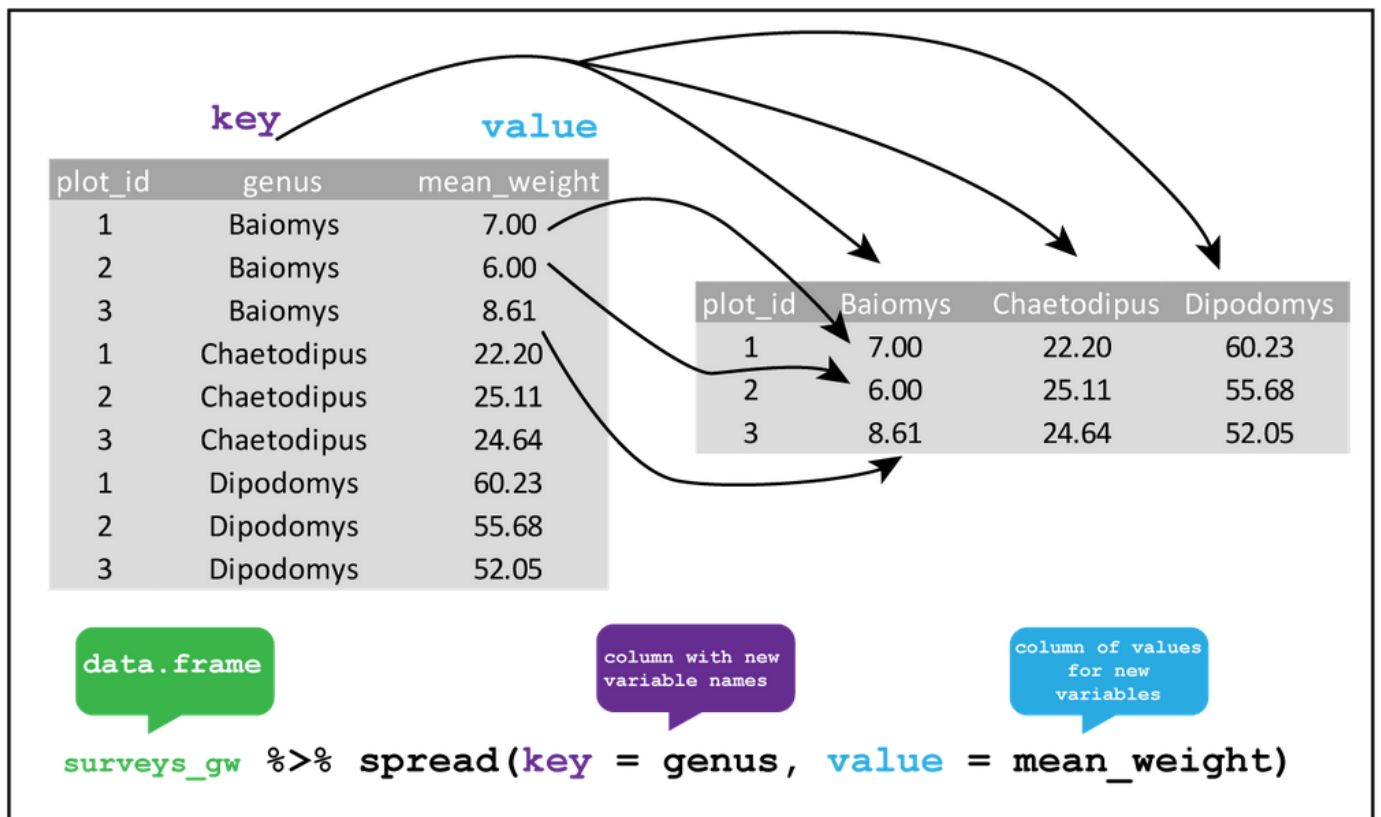 key value
plot_id genus mean_weight
1 Baiomys 7.00
2 Baiomys 6.00
3 Baiomys 8.61
1 Chaetodipus 22.20
2 Chaetodipus 25.11
3 Chaetodipus 24.64
1 Dipodomys 60.23
2 Dipodomys 55.68
3 Dipodomys 52.05
plot_id Baiomys Chaetodipus Dipodomys
1 7.00 22.20 60.23
2 6.00 25.11 55.68
3 8.61 24.64 52.05
data.frame
column with new
variable names
column of values
for new
variables
surveys_gw %>% spread(key = genus, value = mean_weight)